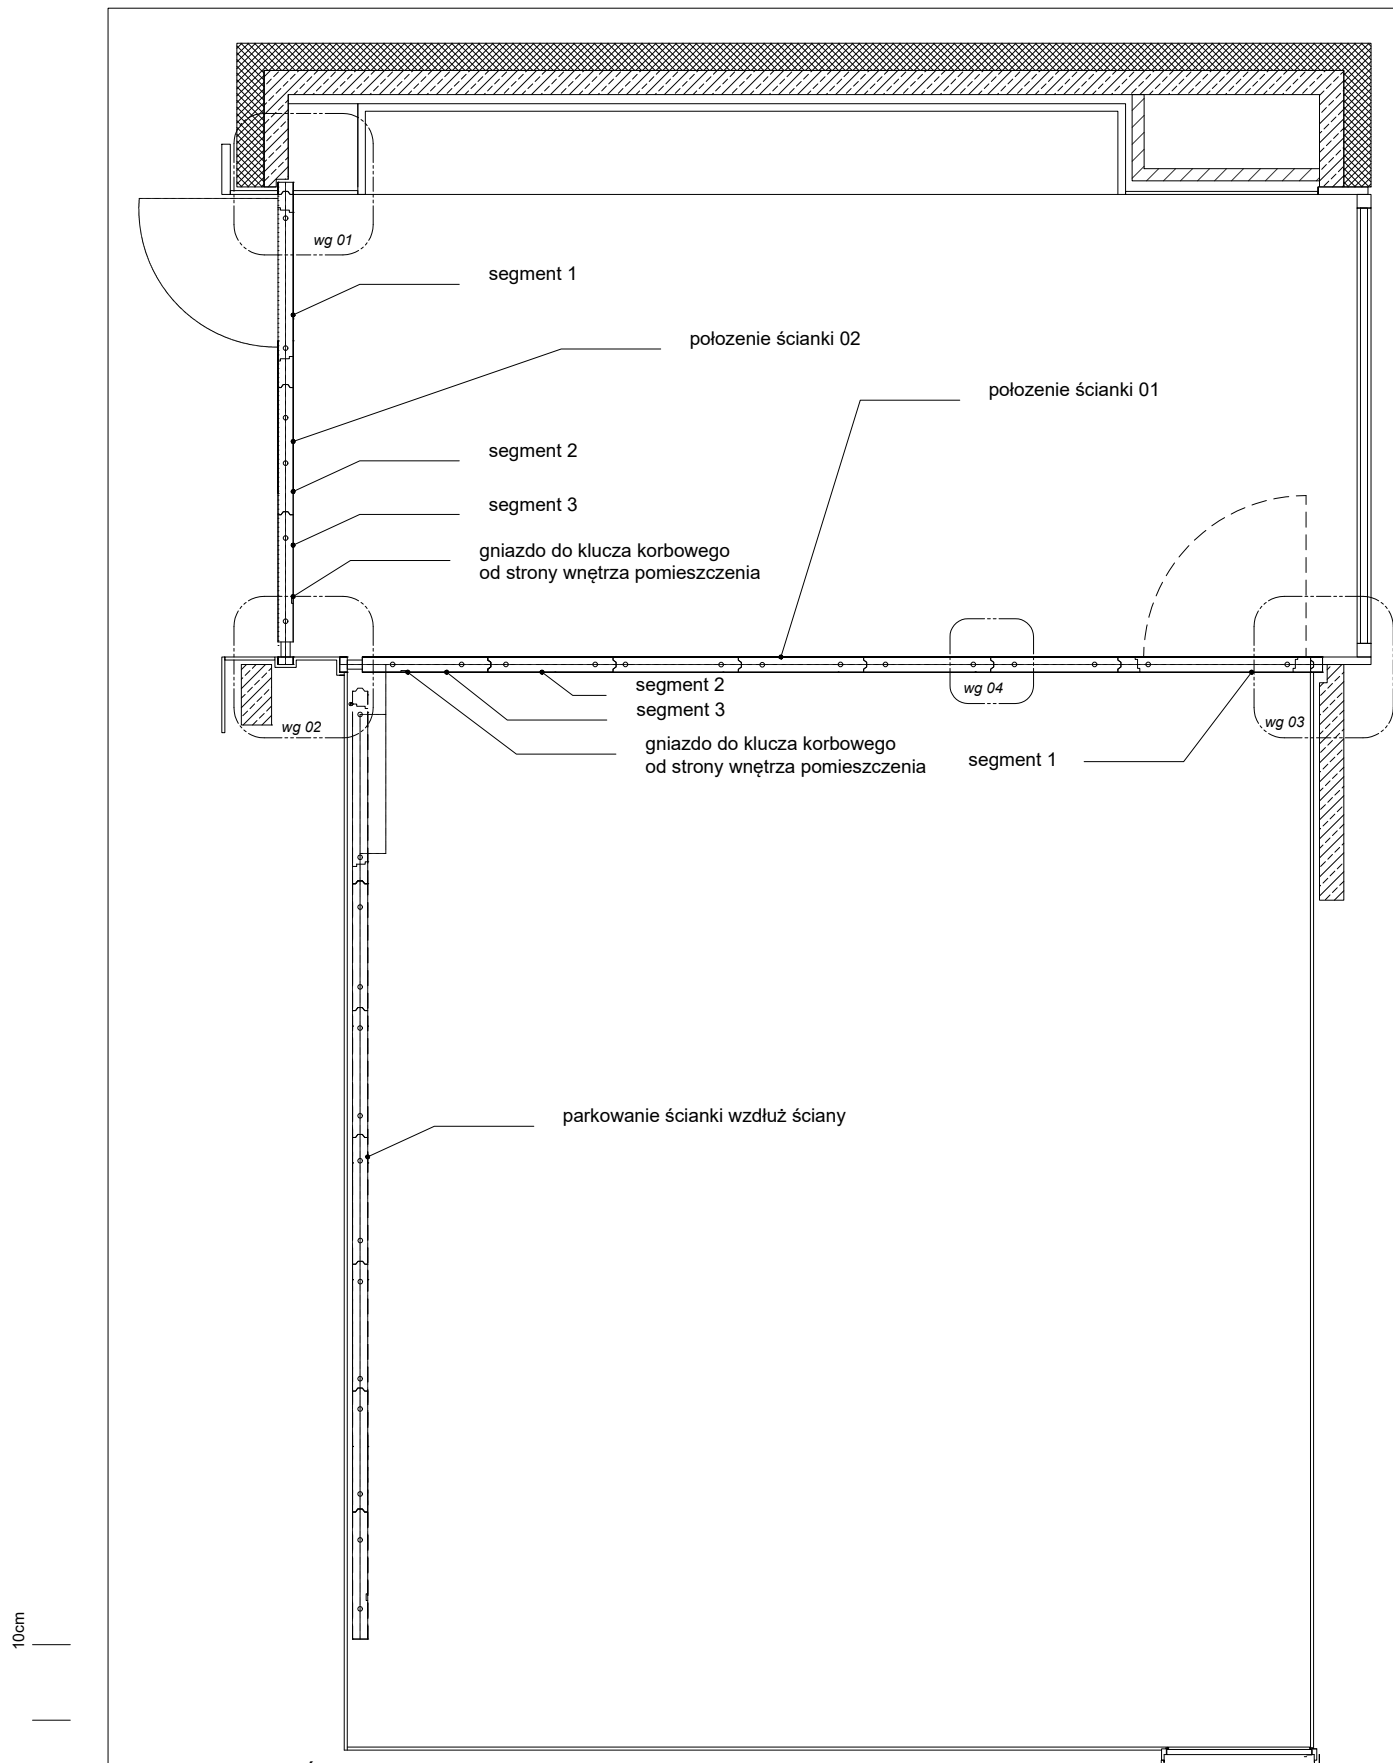 wg 01
segment 1
połozenie ścianki 02
połozenie ścianki 01
segment 2
segment 3
gniazdo do klucza korbowego
od strony wnętrza pomieszczenia
segment 2
segment 3
wg 04
wg 02
wg 03
gniazdo do klucza korbowego
od strony wnętrza pomieszczenia
segment 1
parkowanie ścianki wzdłuż ściany
10cm